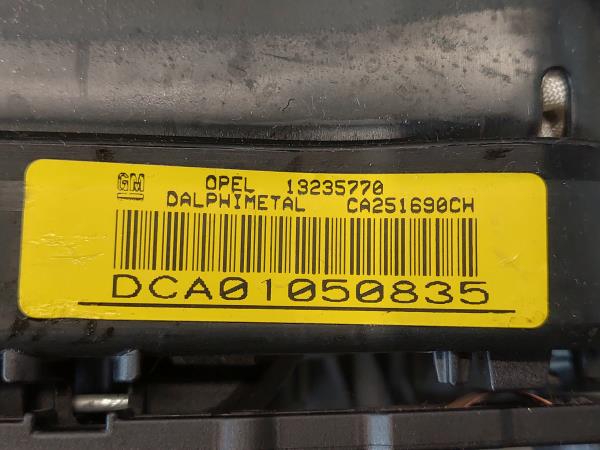 GM OPEL 13235770
DALPHIMETAL CA251690CH
DCA01050835